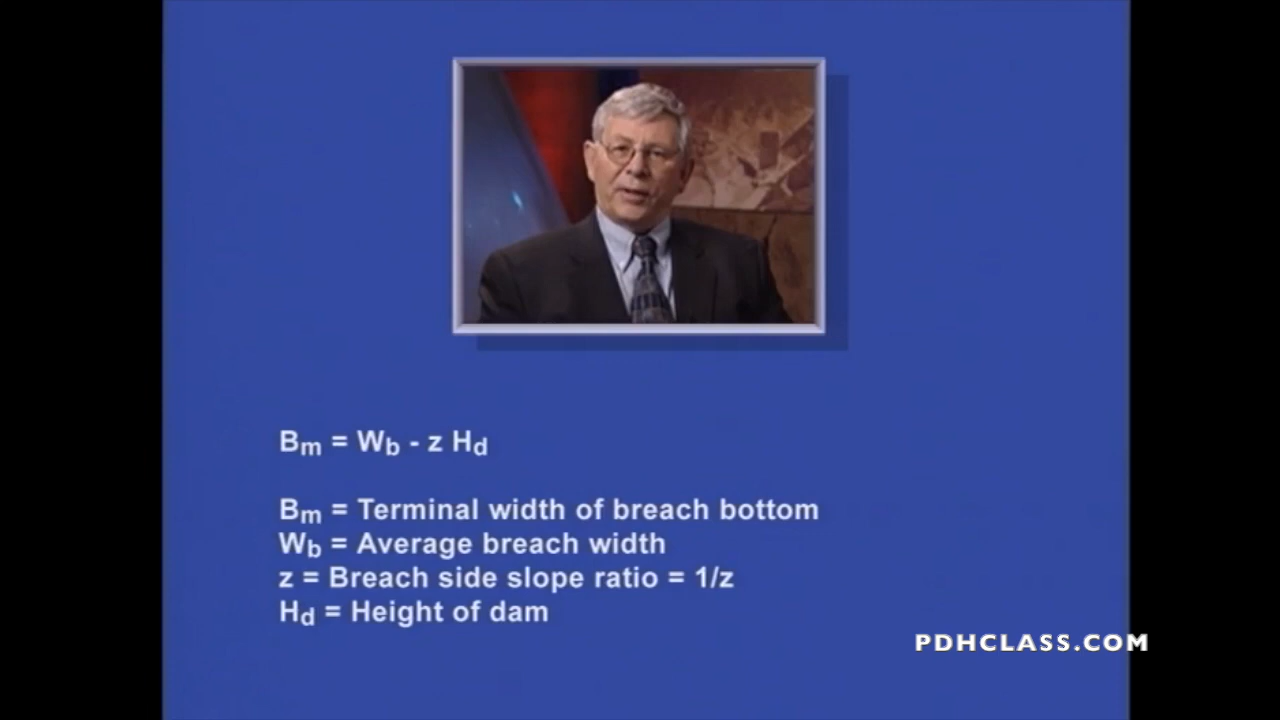 Bm = Wb - z Hd
Bm = Terminal width of breach bottom
Wb = Average breach width
z = Breach side slope ratio = 1/z
Hd = Height of dam
PDHCLASS.COM